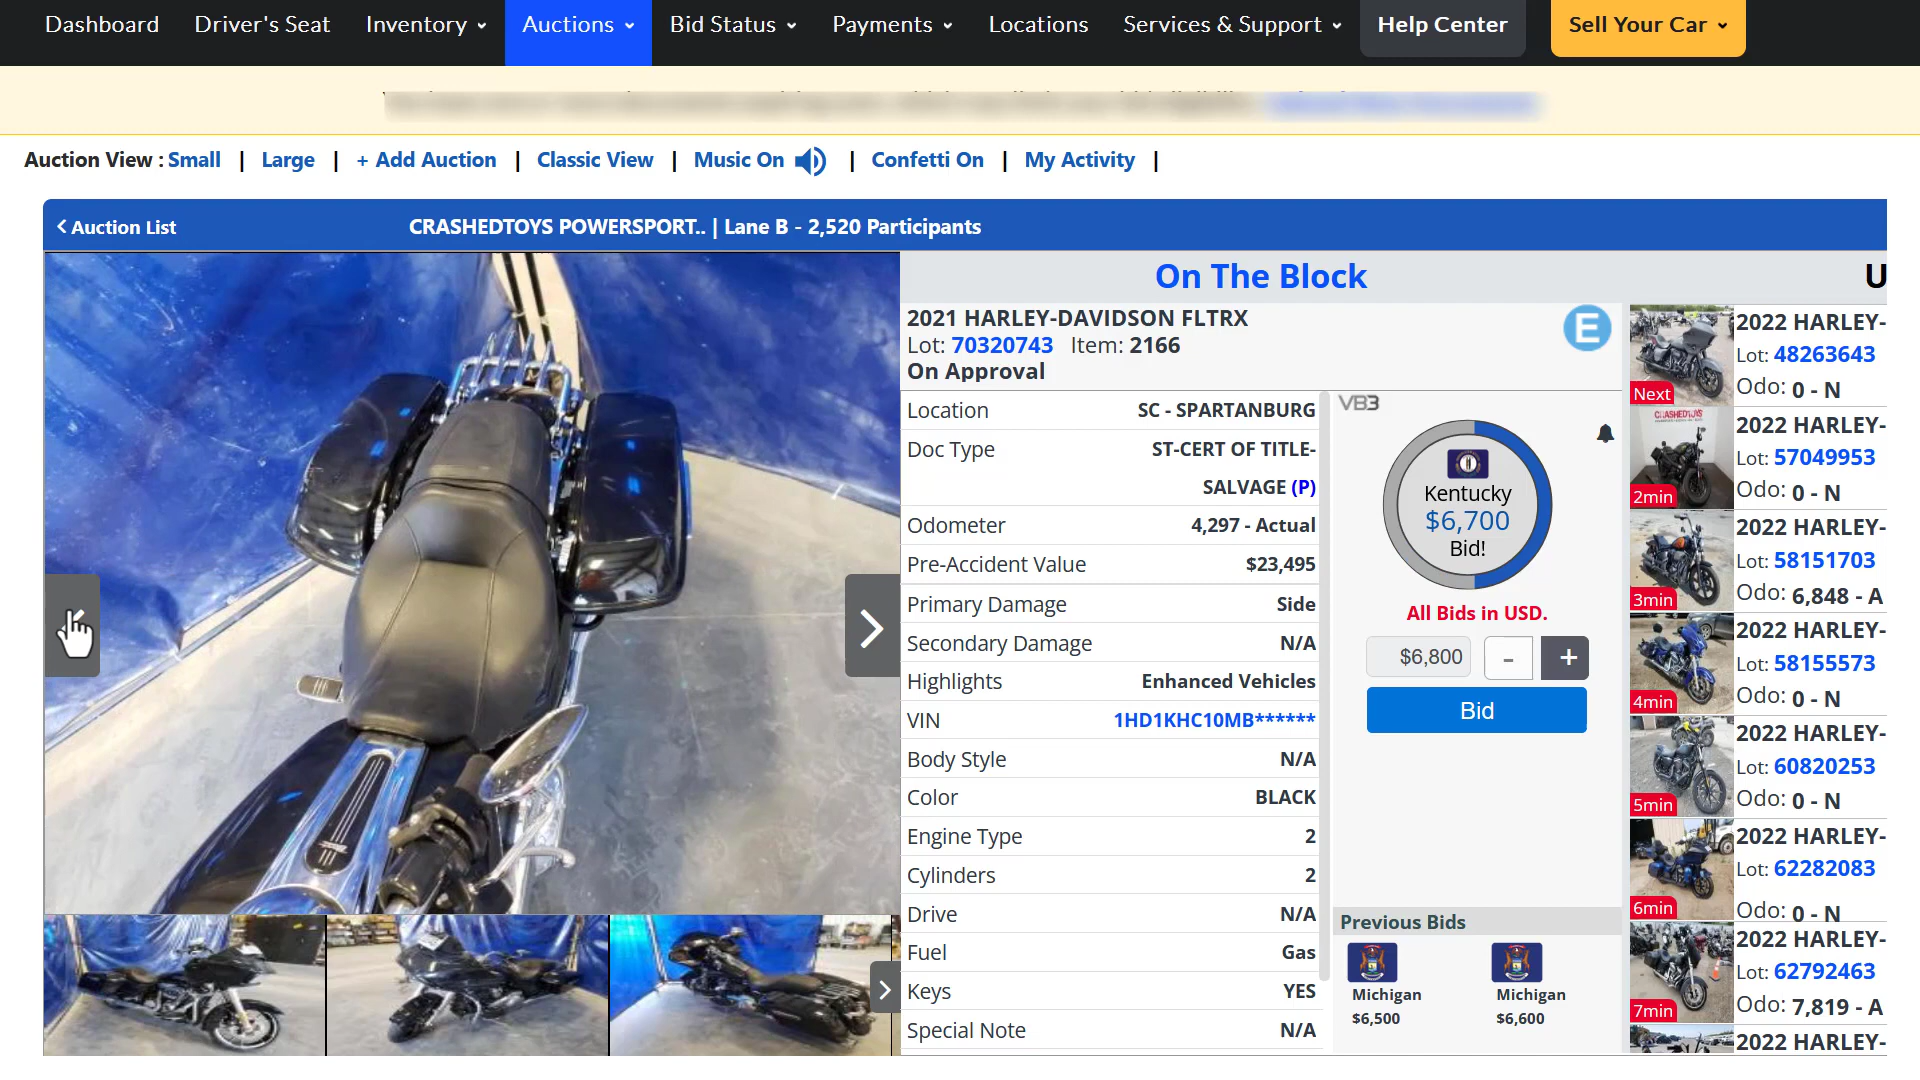 Dashboard
Driver's Seat
Inventory
Auctions
Bid Status
Payments
Locations
Services & Support
Help Center
Sell Your Car
Auction View : Small | Large | + Add Auction | Classic View | Music On | Confetti On | My Activity |
< Auction List
CRASHEDTOYS POWERSPORT.. | Lane B - 2,520 Participants
On The Block
U
2021 HARLEY-DAVIDSON FLTRX
Lot: 70320743 Item: 2166
On Approval
E
Location SC - SPARTANBURG
Doc Type ST-CERT OF TITLE-
SALVAGE (P)
Odometer 4,297 - Actual
Pre-Accident Value $23,495
Primary Damage Side
Secondary Damage N/A
Highlights Enhanced Vehicles
VIN 1HD1KHC10MB******
Body Style N/A
Color BLACK
Engine Type 2
Cylinders 2
Drive N/A
Fuel Gas
Keys YES
Special Note N/A
VB3
Kentucky
$6,700
Bid!
All Bids in USD.
$6,800 - +
Bid
Previous Bids
Michigan
$6,500
Michigan
$6,600
2022 HARLEY-
Lot: 48263643
Odo: 0 - N
Next
CRASHEDTOYS
2022 HARLEY-
Lot: 57049953
Odo: 0 - N
2min
2022 HARLEY-
Lot: 58151703
Odo: 6,848 - A
3min
2022 HARLEY-
Lot: 58155573
Odo: 0 - N
4min
2022 HARLEY-
Lot: 60820253
Odo: 0 - N
5min
2022 HARLEY-
Lot: 62282083
Odo: 0 - N
6min
2022 HARLEY-
Lot: 62792463
Odo: 7,819 - A
7min
2022 HARLEY-